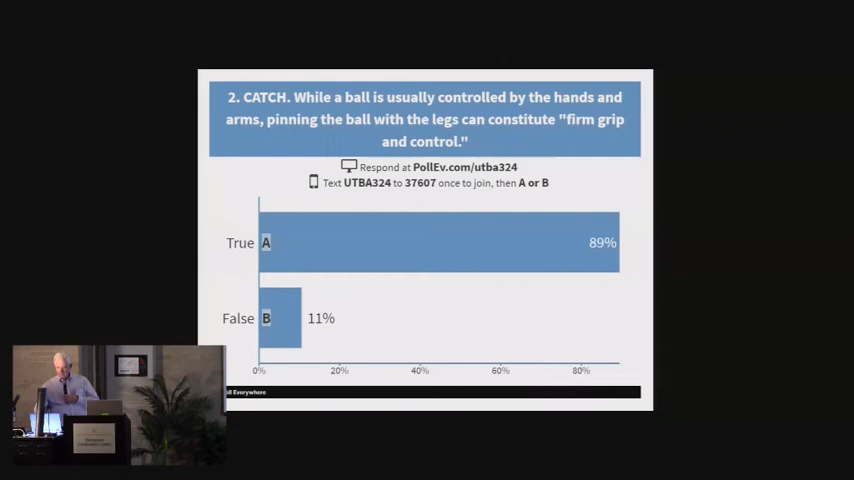 2. CATCH. While a ball is usually controlled by the hands and
arms, pinning the ball with the legs can constitute "firm grip
and control."
Respond at PollEv.com/utba324
Text UTBA324 to 37607 once to join, then A or B
True A 89%
False B 11%
0% 20% 40% 60% 80%
oll Everywhere